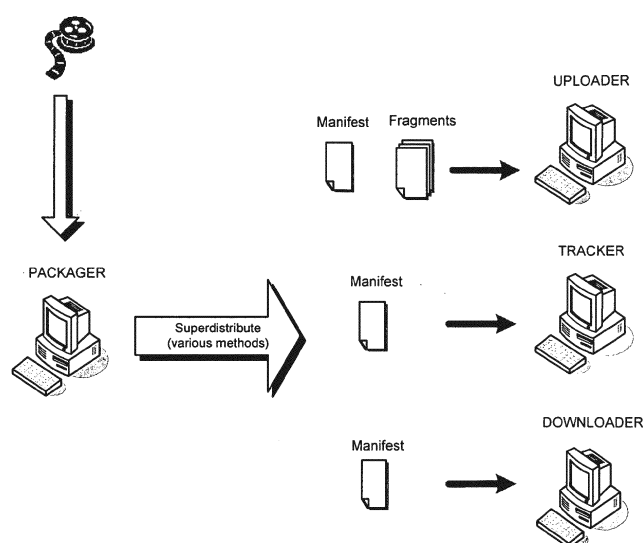 UPLOADER
Manifest Fragments
TRACKER
PACKAGER
Manifest
Superdistribute
(various methods)
DOWNLOADER
Manifest